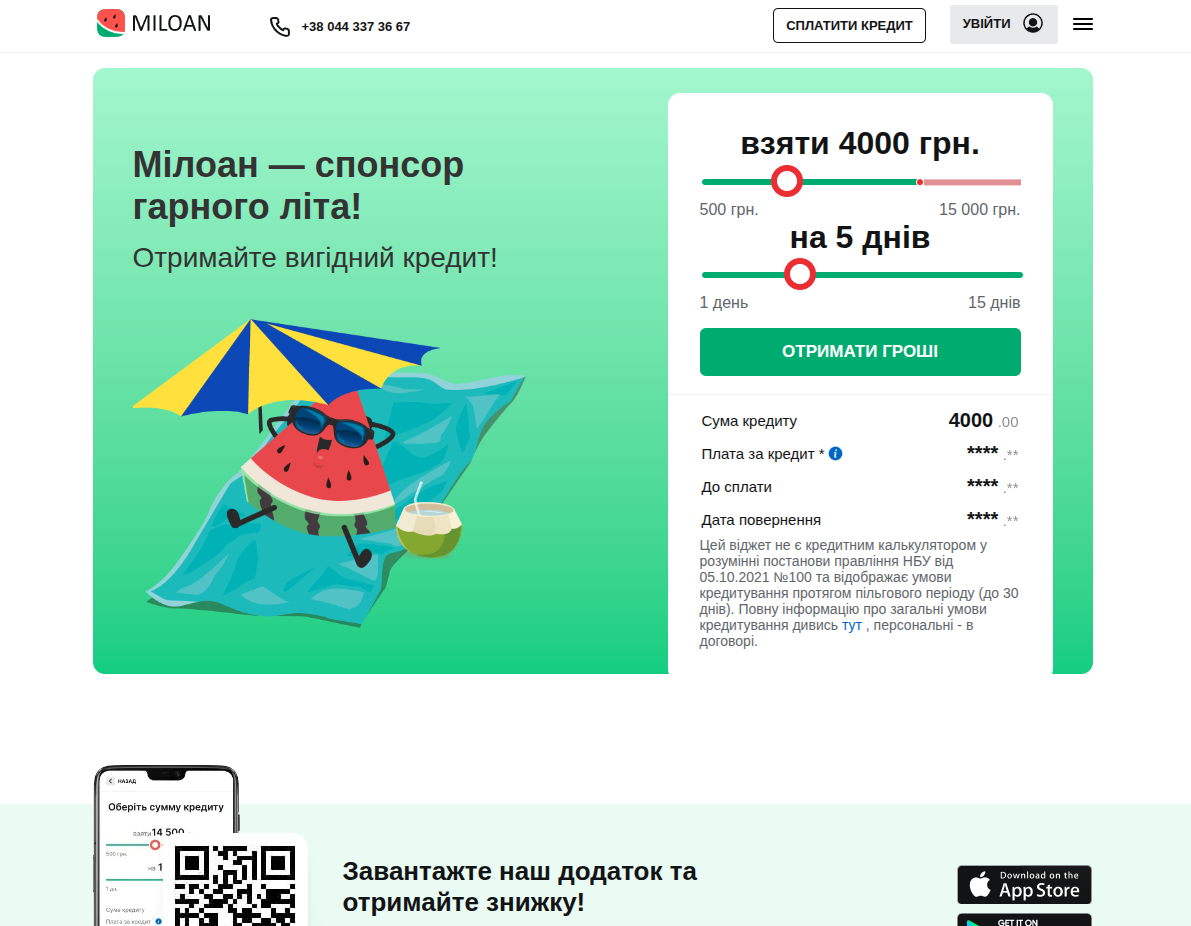 MILOAN
+38 044 337 36 67
СПЛАТИТИ КРЕДИТ
УВІЙТИ
Мілоан — спонсор
гарного літа!
Отримайте вигідний кредит!
взяти 4000 грн.
500 грн.
15 000 грн.
на 5 днів
1 день
15 днів
ОТРИМАТИ ГРОШІ
Сума кредиту
4000 .00
Плата за кредит *
**** .**
До сплати
**** .**
Дата повернення
**** .**
Цей віджет не є кредитним калькулятором у
розумінні постанови правління НБУ від
05.10.2021 №100 та відображає умови
кредитування протягом пільгового періоду (до 30
днів). Повну інформацію про загальні умови
кредитування дивись тут , персональні - в
договорі.
НАЗАД
Оберіть сумму кредиту
взяти 14 500
500 грн.
на 1
1 дн.
Сума кредиту
Плата за кредит
Завантажте наш додаток та
отримайте знижку!
Download on the
App Store
GET IT ON